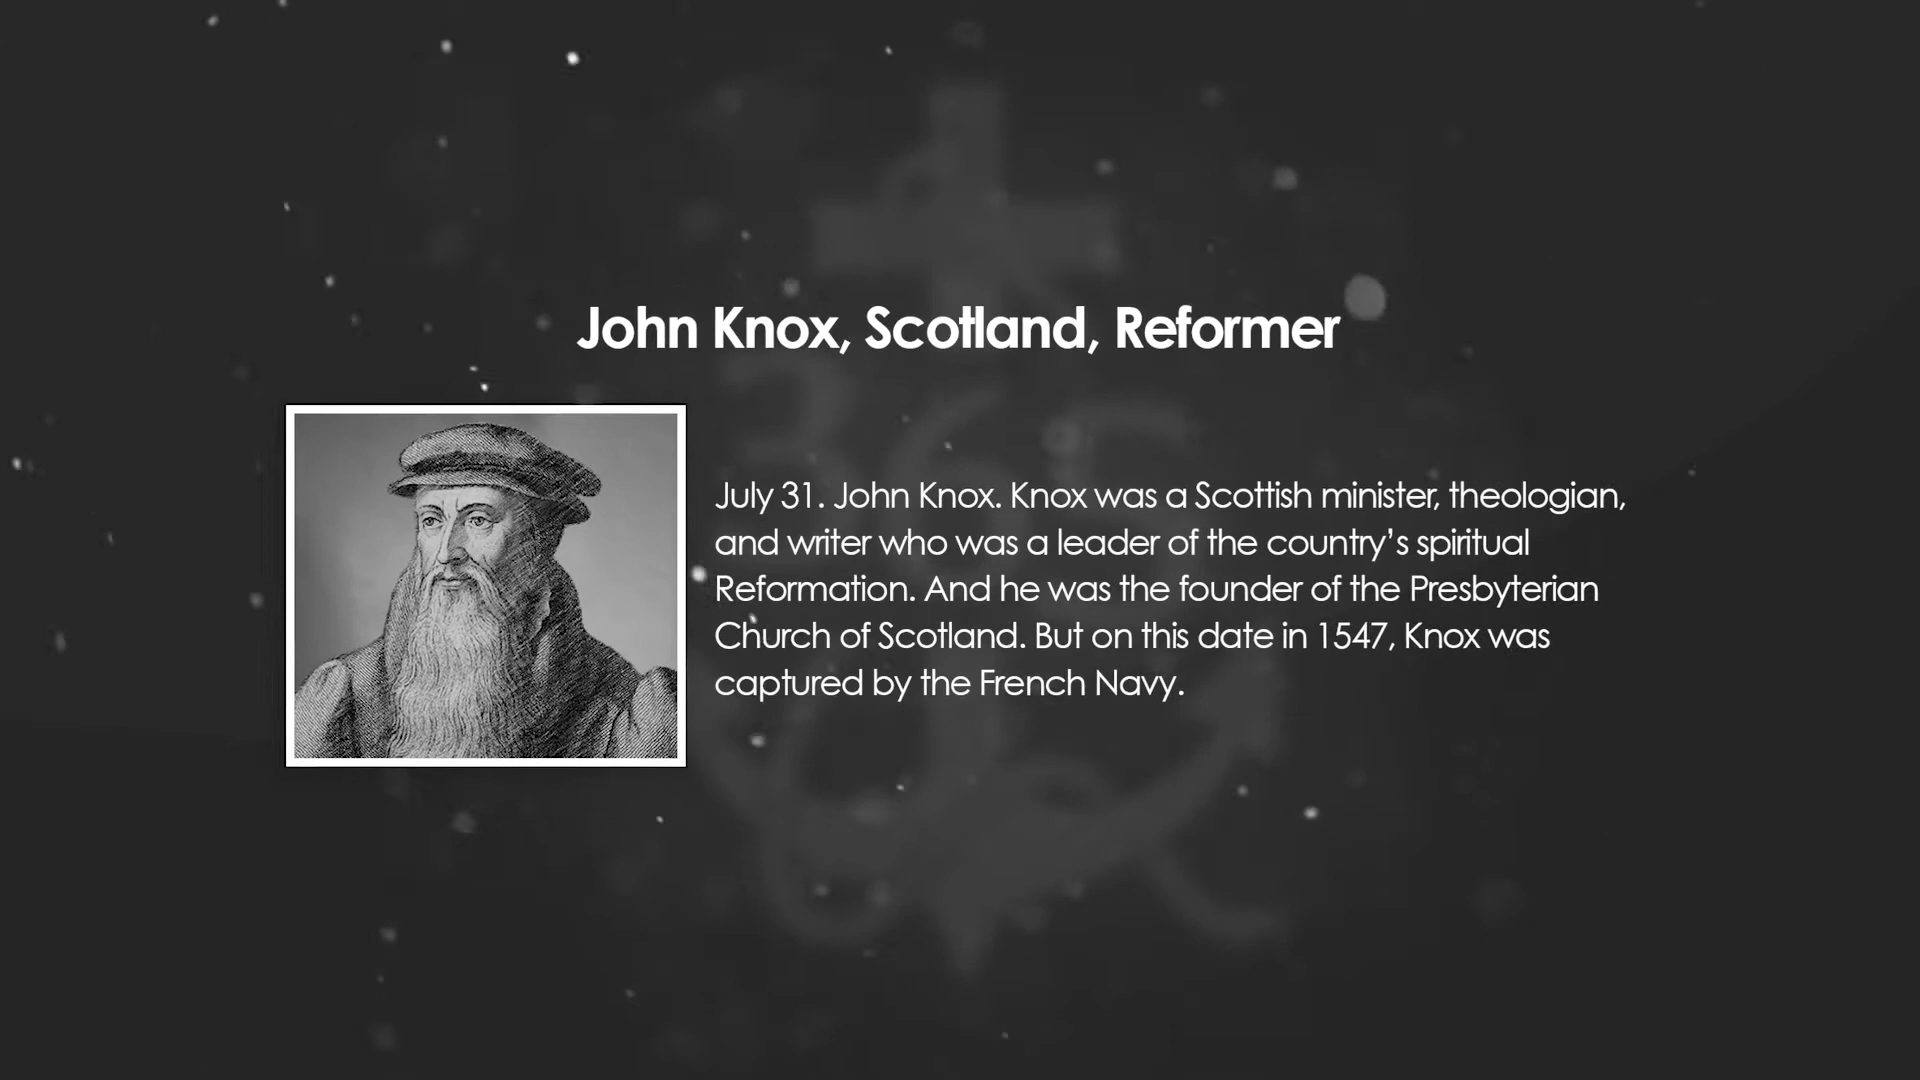 John Knox, Scotland, Reformer
July 31. John Knox. Knox was a Scottish minister, theologian,
and writer who was a leader of the country’s spiritual
Reformation. And he was the founder of the Presbyterian
Church of Scotland. But on this date in 1547, Knox was
captured by the French Navy.
365